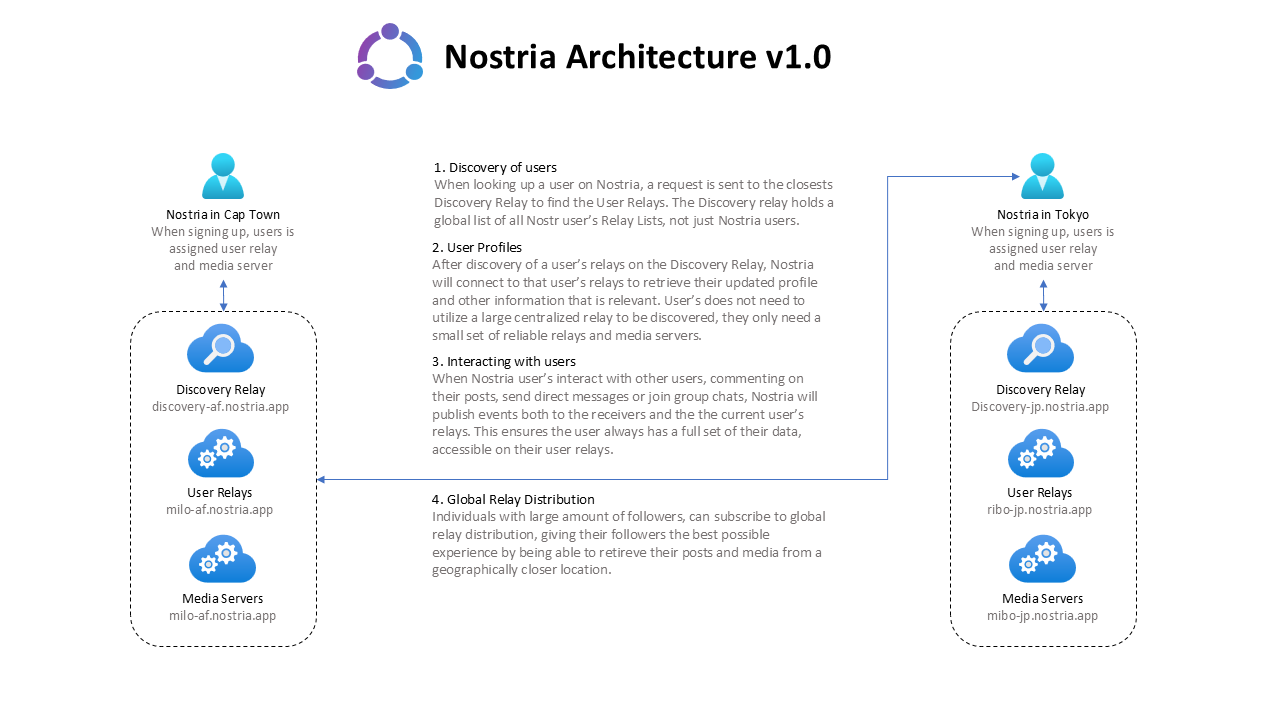 Nostria Architecture v1.0
Nostria in Cap Town
When signing up, users is
assigned user relay
and media server
Discovery Relay
discovery-af.nostria.app
User Relays
milo-af.nostria.app
Media Servers
milo-af.nostria.app
1. Discovery of users
When looking up a user on Nostria, a request is sent to the closests
Discovery Relay to find the User Relays. The Discovery relay holds a
global list of all Nostr user’s Relay Lists, not just Nostria users.
2. User Profiles
After discovery of a user’s relays on the Discovery Relay, Nostria
will connect to that user’s relays to retrieve their updated profile
and other information that is relevant. User’s does not need to
utilize a large centralized relay to be discovered, they only need a
small set of reliable relays and media servers.
3. Interacting with users
When Nostria user’s interact with other users, commenting on
their posts, send direct messages or join group chats, Nostria will
publish events both to the receivers and the the current user’s
relays. This ensures the user always has a full set of their data,
accessible on their user relays.
4. Global Relay Distribution
Individuals with large amount of followers, can subscribe to global
relay distribution, giving their followers the best possible
experience by being able to retireve their posts and media from a
geographically closer location.
Nostria in Tokyo
When signing up, users is
assigned user relay
and media server
Discovery Relay
Discovery-jp.nostria.app
User Relays
ribo-jp.nostria.app
Media Servers
mibo-jp.nostria.app